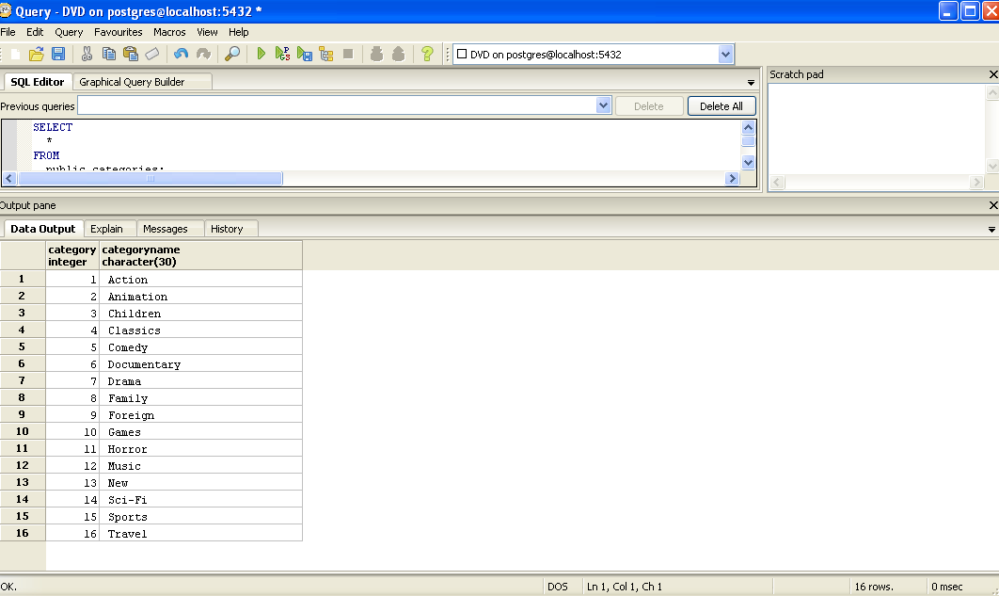 Query - DVD on postgres@localhost:5432 *
File Edit Query Favourites Macros View Help
DVD on postgres@localhost:5432
SQL Editor Graphical Query Builder
Scratch pad
Previous queries Delete Delete All
SELECT
*
FROM
public.categories;
Output pane
Data Output Explain Messages History
category categoryname
integer character(30)
1 1 Action
2 2 Animation
3 3 Children
4 4 Classics
5 5 Comedy
6 6 Documentary
7 7 Drama
8 8 Family
9 9 Foreign
10 10 Games
11 11 Horror
12 12 Music
13 13 New
14 14 Sci-Fi
15 15 Sports
16 16 Travel
OK. DOS Ln 1, Col 1, Ch 1 16 rows. 0 msec